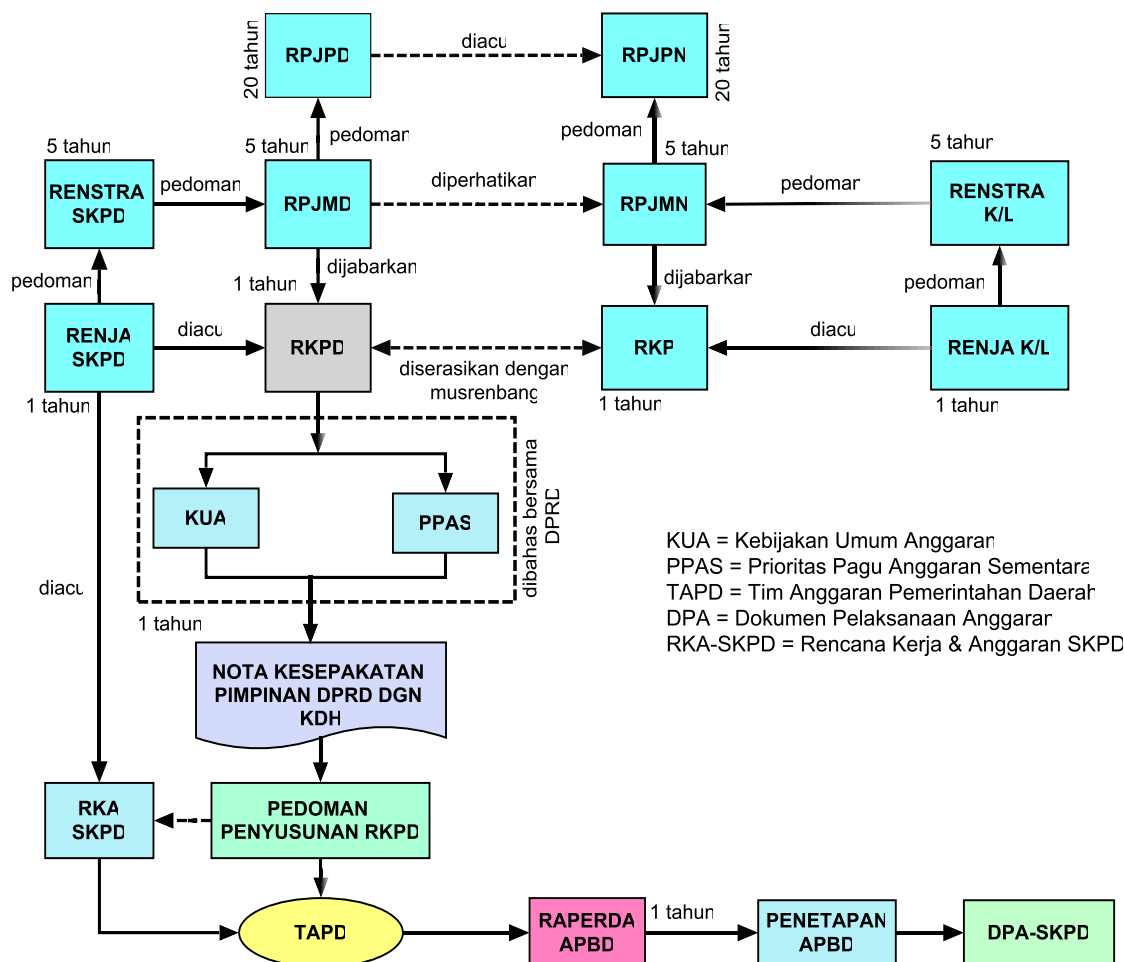 20 tahun
RPJPD
diacu
RPJPN
20 tahun
pedoman
pedoman
5 tahun
5 tahun
5 tahun
5 tahun
RENSTRA
SKPD
pedoman
RPJMD
diperhatikan
RPJMN
pedoman
RENSTRA
K/L
pedoman
dijabarkan
dijabarkan
pedoman
1 tahun
RENJA
SKPD
diacu
RKPD
diserasikan dengan
musrenbang
RKP
diacu
RENJA K/L
1 tahun
1 tahun
1 tahun
KUA
PPAS
dibahas bersama
DPRD
KUA = Kebijakan Umum Anggaran
PPAS = Prioritas Pagu Anggaran Sementara
TAPD = Tim Anggaran Pemerintahan Daerah
DPA = Dokumen Pelaksanaan Anggaran
RKA-SKPD = Rencana Kerja & Anggaran SKPD
diacu
1 tahun
NOTA KESEPAKATAN
PIMPINAN DPRD DGN
KDH
RKA
SKPD
PEDOMAN
PENYUSUNAN RKPD
TAPD
RAPERDA
APBD
1 tahun
PENETAPAN
APBD
DPA-SKPD